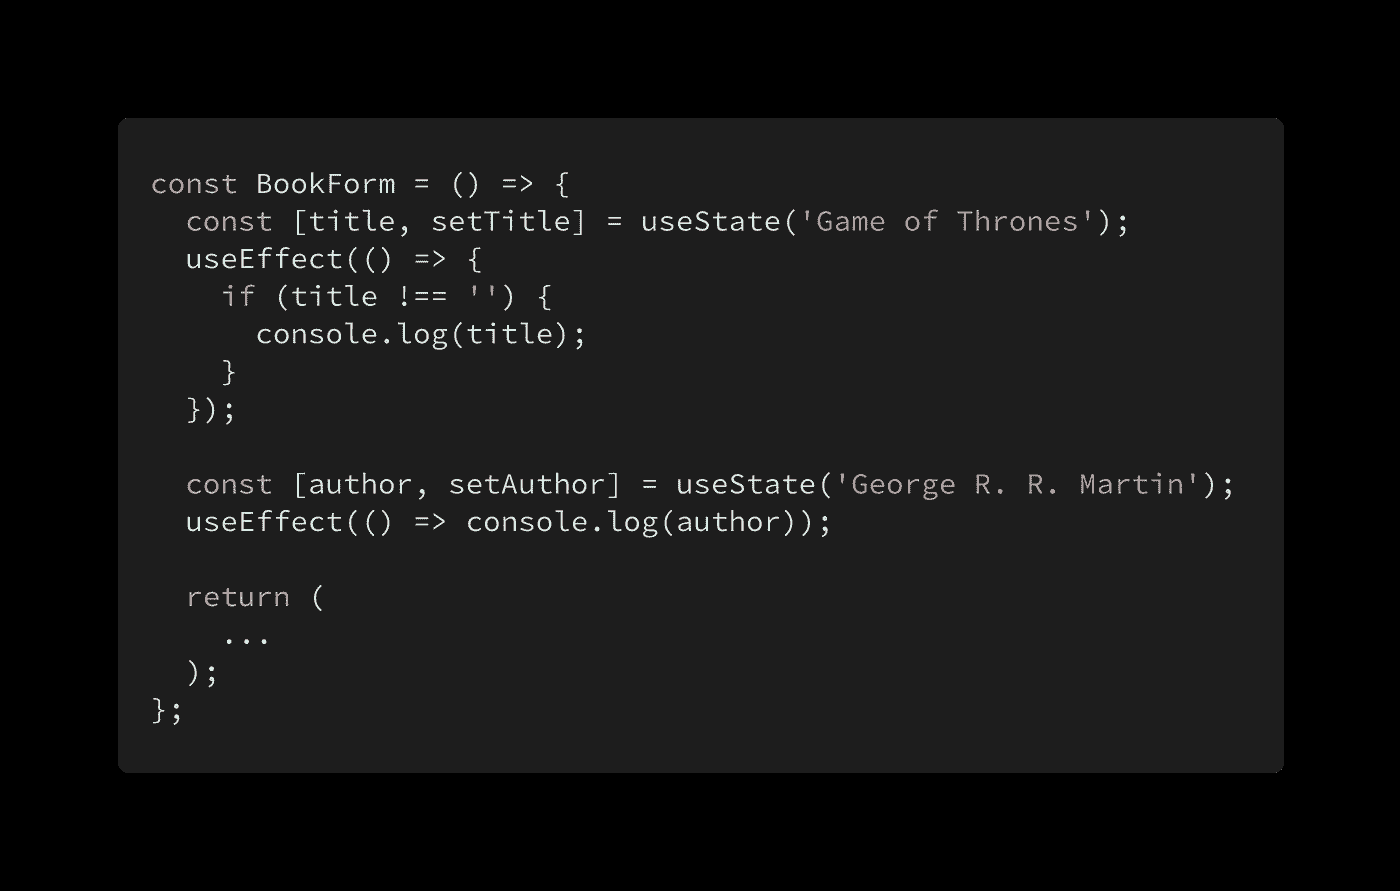 const BookForm = () => {
  const [title, setTitle] = useState('Game of Thrones');
  useEffect(() => {
    if (title !== '') {
      console.log(title);
    }
  });

  const [author, setAuthor] = useState('George R. R. Martin');
  useEffect(() => console.log(author));

  return (
    ...
  );
};